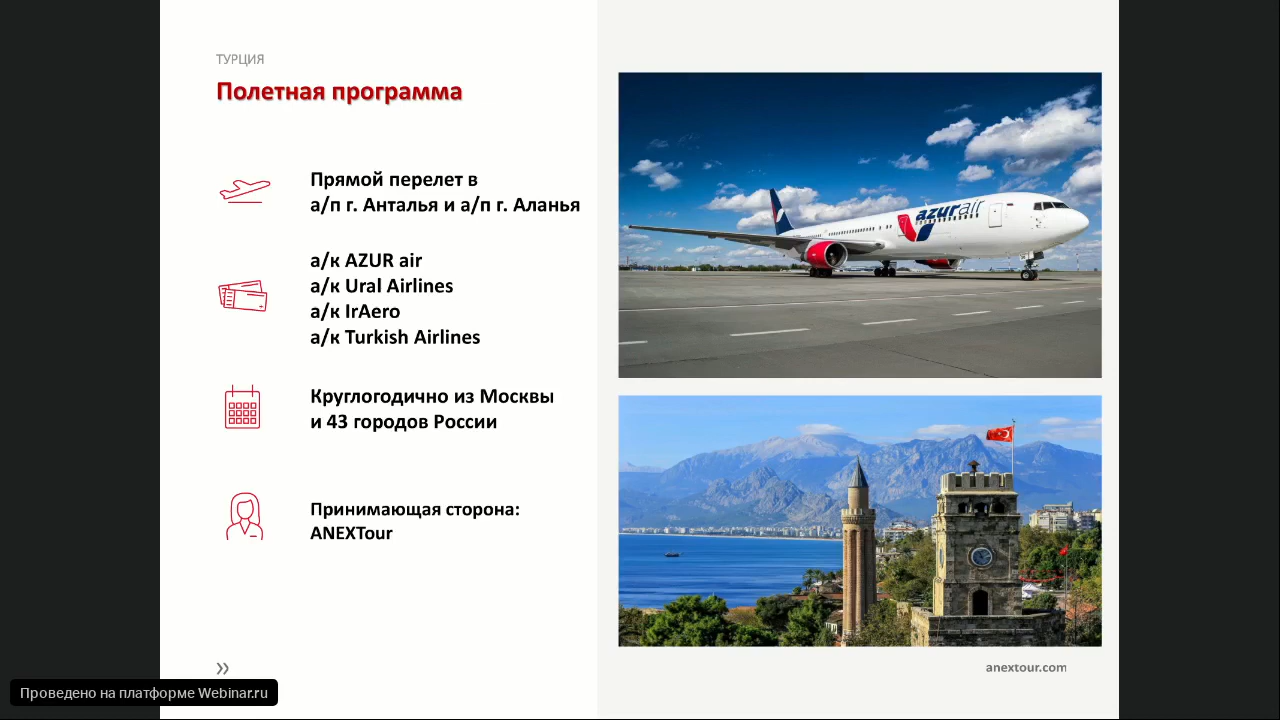 ТУРЦИЯ
Полетная программа
Прямой перелет в
а/п г. Анталья и а/п г. Аланья
а/к AZUR air
а/к Ural Airlines
а/к IrAero
а/к Turkish Airlines
Круглогодично из Москвы
и 43 городов России
Принимающая сторона:
ANEXTour
azurair
anextour.com
Проведено на платформе Webinar.ru